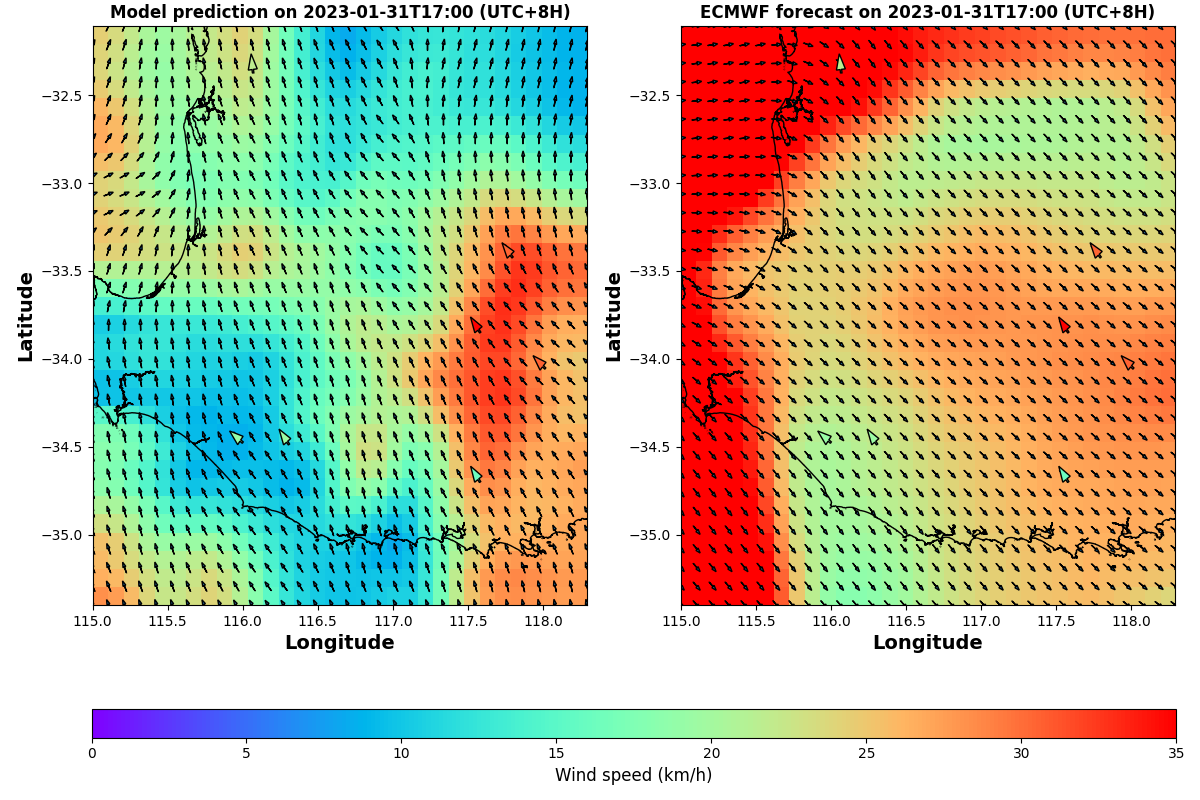 Model prediction on 2023-01-31T17:00 (UTC+8H)
ECMWF forecast on 2023-01-31T17:00 (UTC+8H)
Latitude
−32.5
−33.0
−33.5
−34.0
−34.5
−35.0
115.0 115.5 116.0 116.5 117.0 117.5 118.0
Longitude
Latitude
−32.5
−33.0
−33.5
−34.0
−34.5
−35.0
115.0 115.5 116.0 116.5 117.0 117.5 118.0
Longitude
0 5 10 15 20 25 30 35
Wind speed (km/h)